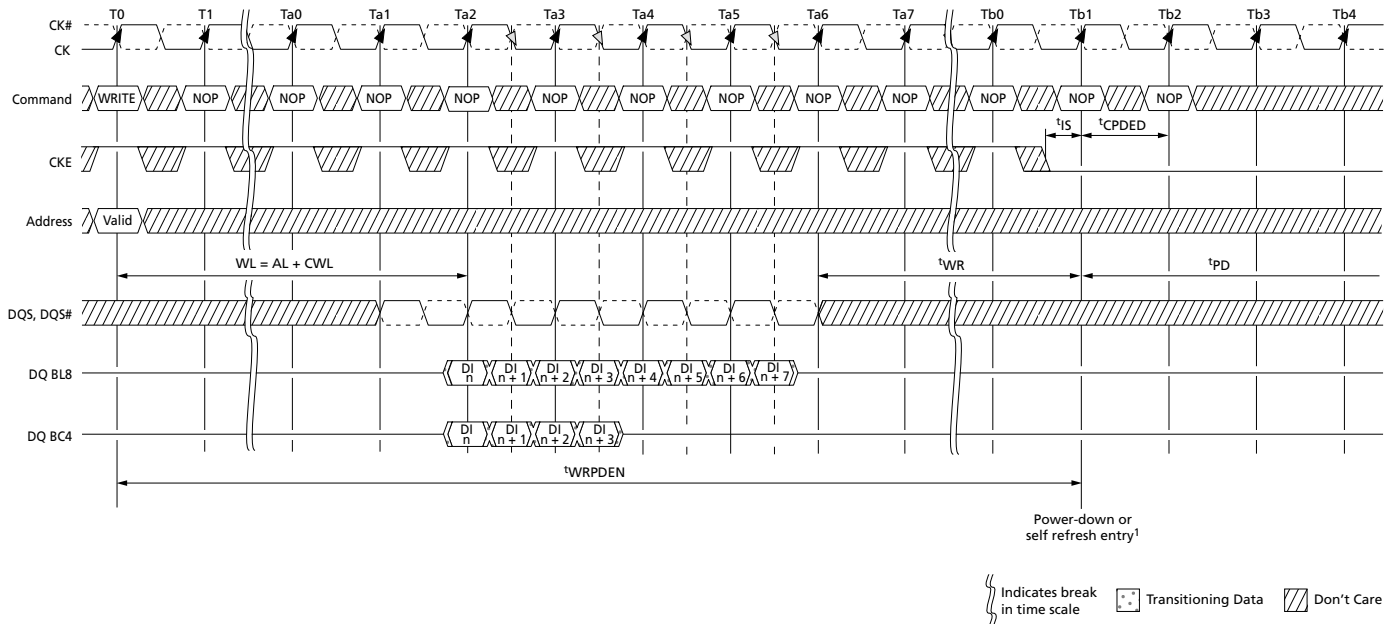 T0 T1 Ta0 Ta1 Ta2 Ta3 Ta4 Ta5 Ta6 Ta7 Tb0 Tb1 Tb2 Tb3 Tb4
CK#
CK
Command WRITE NOP NOP NOP NOP NOP NOP NOP NOP NOP NOP NOP NOP
tIS tCPDED
CKE
Address Valid
WL = AL + CWL tWR tPD
DQS, DQS#
DQ BL8 DI n DI n + 1 DI n + 2 DI n + 3 DI n + 4 DI n + 5 DI n + 6 DI n + 7
DQ BC4 DI n DI n + 1 DI n + 2 DI n + 3
tWRPDEN
Power-down or
self refresh entry1
Indicates break
in time scale
Transitioning Data
Don't Care